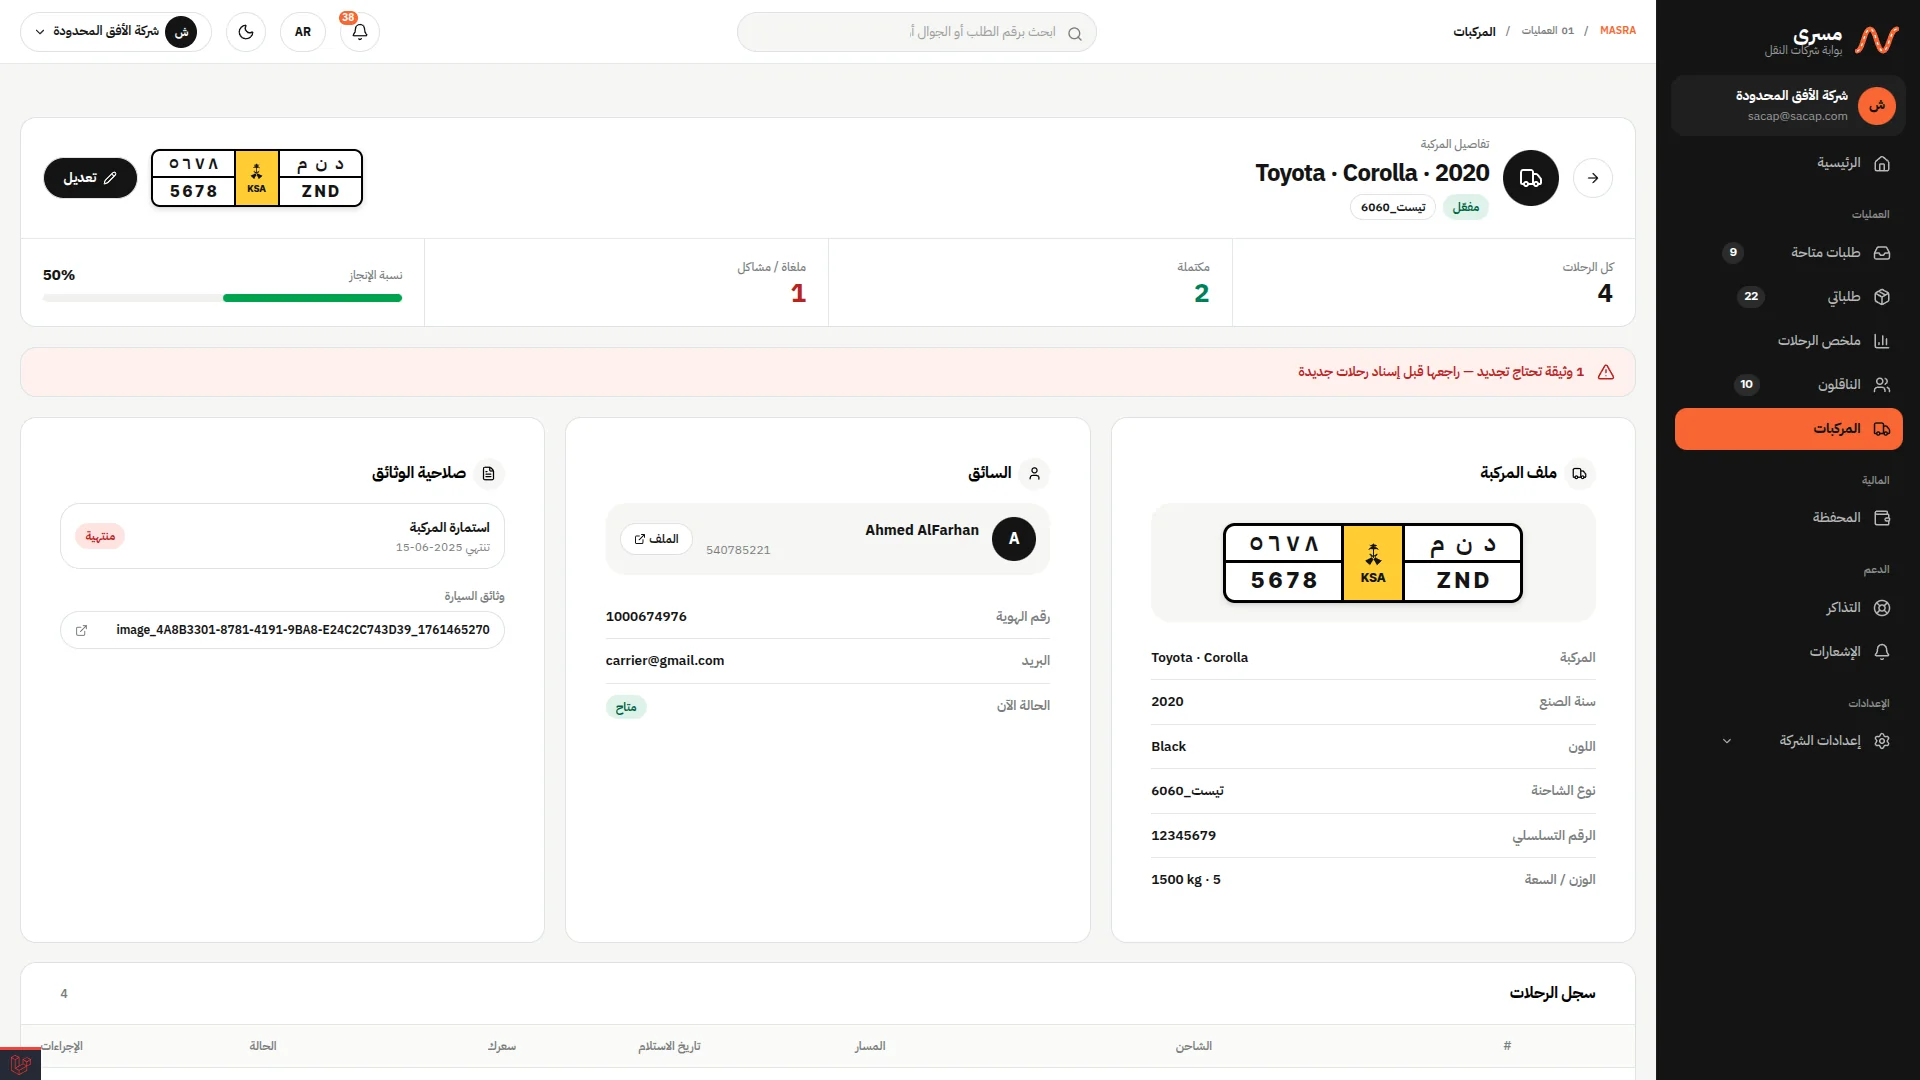 مسرى
بوابة شركات النقل
ش
شركة الأفق المحدودة
sacap@sacap.com
الرئيسية
العمليات
طلبات متاحة
9
طلباتي
22
ملخص الرحلات
الناقلون
10
المركبات
المالية
المحفظة
الدعم
التذاكر
الإشعارات
الإعدادات
إعدادات الشركة
MASRA / 01 العمليات / المركبات
ابحث برقم الطلب أو الجوال أ
38
AR
ش
شركة الأفق المحدودة
تفاصيل المركبة
Toyota · Corolla · 2020
مفعّل
تيست_6060
د ن م
٥٦٧٨
ZND
5678
KSA
تعديل
كل الرحلات
4
مكتملة
2
ملغاة / مشاكل
1
نسبة الإنجاز
50%
1 وثيقة تحتاج تجديد — راجعها قبل إسناد رحلات جديدة
ملف المركبة
د ن م
٥٦٧٨
ZND
5678
KSA
المركبة
Toyota · Corolla
سنة الصنع
2020
اللون
Black
نوع الشاحنة
تيست_6060
الرقم التسلسلي
12345679
الوزن / السعة
1500 kg · 5
السائق
A
Ahmed AlFarhan
540785221
الملف
رقم الهوية
1000674976
البريد
carrier@gmail.com
الحالة الآن
متاح
صلاحية الوثائق
استمارة المركبة
تنتهي 2025-06-15
منتهية
وثائق السيارة
image_4A8B3301-8781-4191-9BA8-E24C2C743D39_1761465270
سجل الرحلات
4
#
الشاحن
المسار
تاريخ الاستلام
سعرك
الحالة
الإجراءات